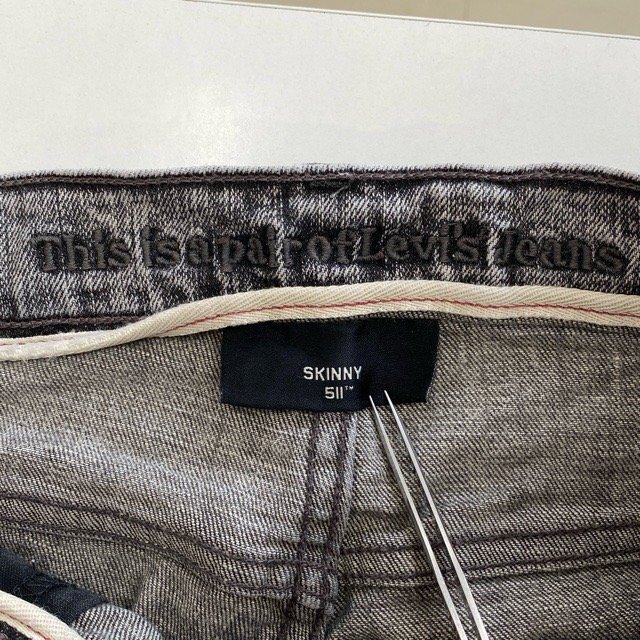 This is a pair of Levi's Jeans
SKINNY
511™